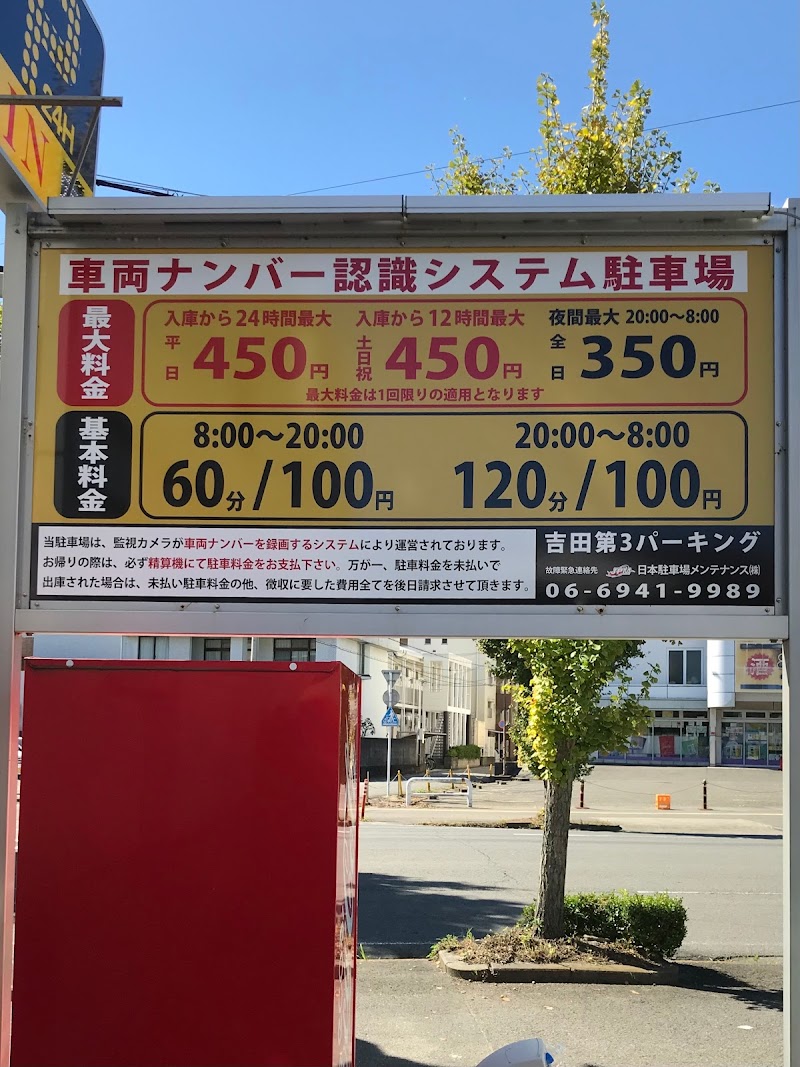 24H
IN
車両ナンバー認識システム駐車場
最大料金
入庫から24時間最大
平日
450円
入庫から12時間最大
土日祝
450円
夜間最大 20:00〜8:00
全日
350円
最大料金は1回限りの適用となります
基本料金
8:00〜20:00
60分/100円
20:00〜8:00
120分/100円
当駐車場は、監視カメラが車両ナンバーを録画するシステムにより運営されております。
お帰りの際は、必ず精算機にて駐車料金をお支払下さい。万が一、駐車料金を未払いで
出庫された場合は、未払い駐車料金の他、徴収に要した費用全てを後日請求させて頂きます。
吉田第3パーキング
故障緊急連絡先 JPM 日本駐車場メンテナンス㈱
06-6941-9989
酒